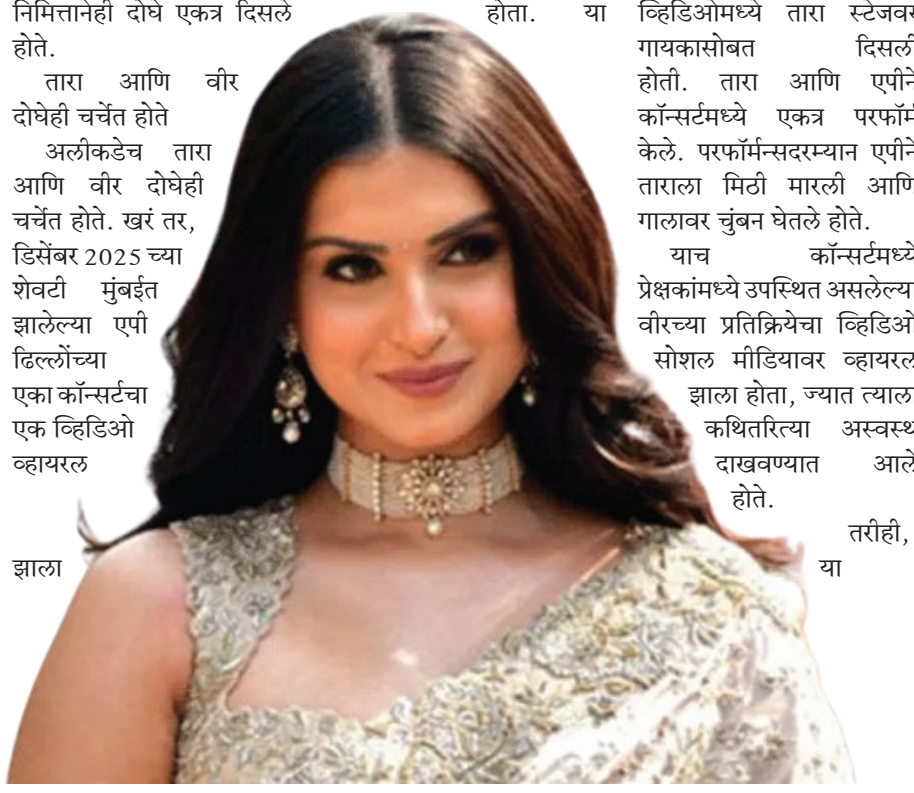 निमित्तानेही दोघे एकत्र दिसले
होते.
तारा आणि वीर
दोघेही चर्चेत होते
अलीकडेच तारा
आणि वीर दोघेही
चर्चेत होते. खरं तर,
डिसेंबर 2025 च्या
शेवटी मुंबईत
झालेल्या एपी
ढिल्लोंच्या
एका कॉन्सर्टचा
एक व्हिडिओ
व्हायरल
झाला
होता. या व्हिडिओमध्ये तारा स्टेजवर
गायकासोबत दिसली
होती. तारा आणि एपीने
कॉन्सर्टमध्ये एकत्र परफॉर्म
केले. परफॉर्मन्सदरम्यान एपीने
ताराला मिठी मारली आणि
गालावर चुंबन घेतले होते.
याच कॉन्सर्टमध्ये
प्रेक्षकांमध्ये उपस्थित असलेल्या
वीरच्या प्रतिक्रियेचा व्हिडिओ
सोशल मीडियावर व्हायरल
झाला होता, ज्यात त्याला
कथितरित्या अस्वस्थ
दाखवण्यात आले
होते.
तरीही,
या